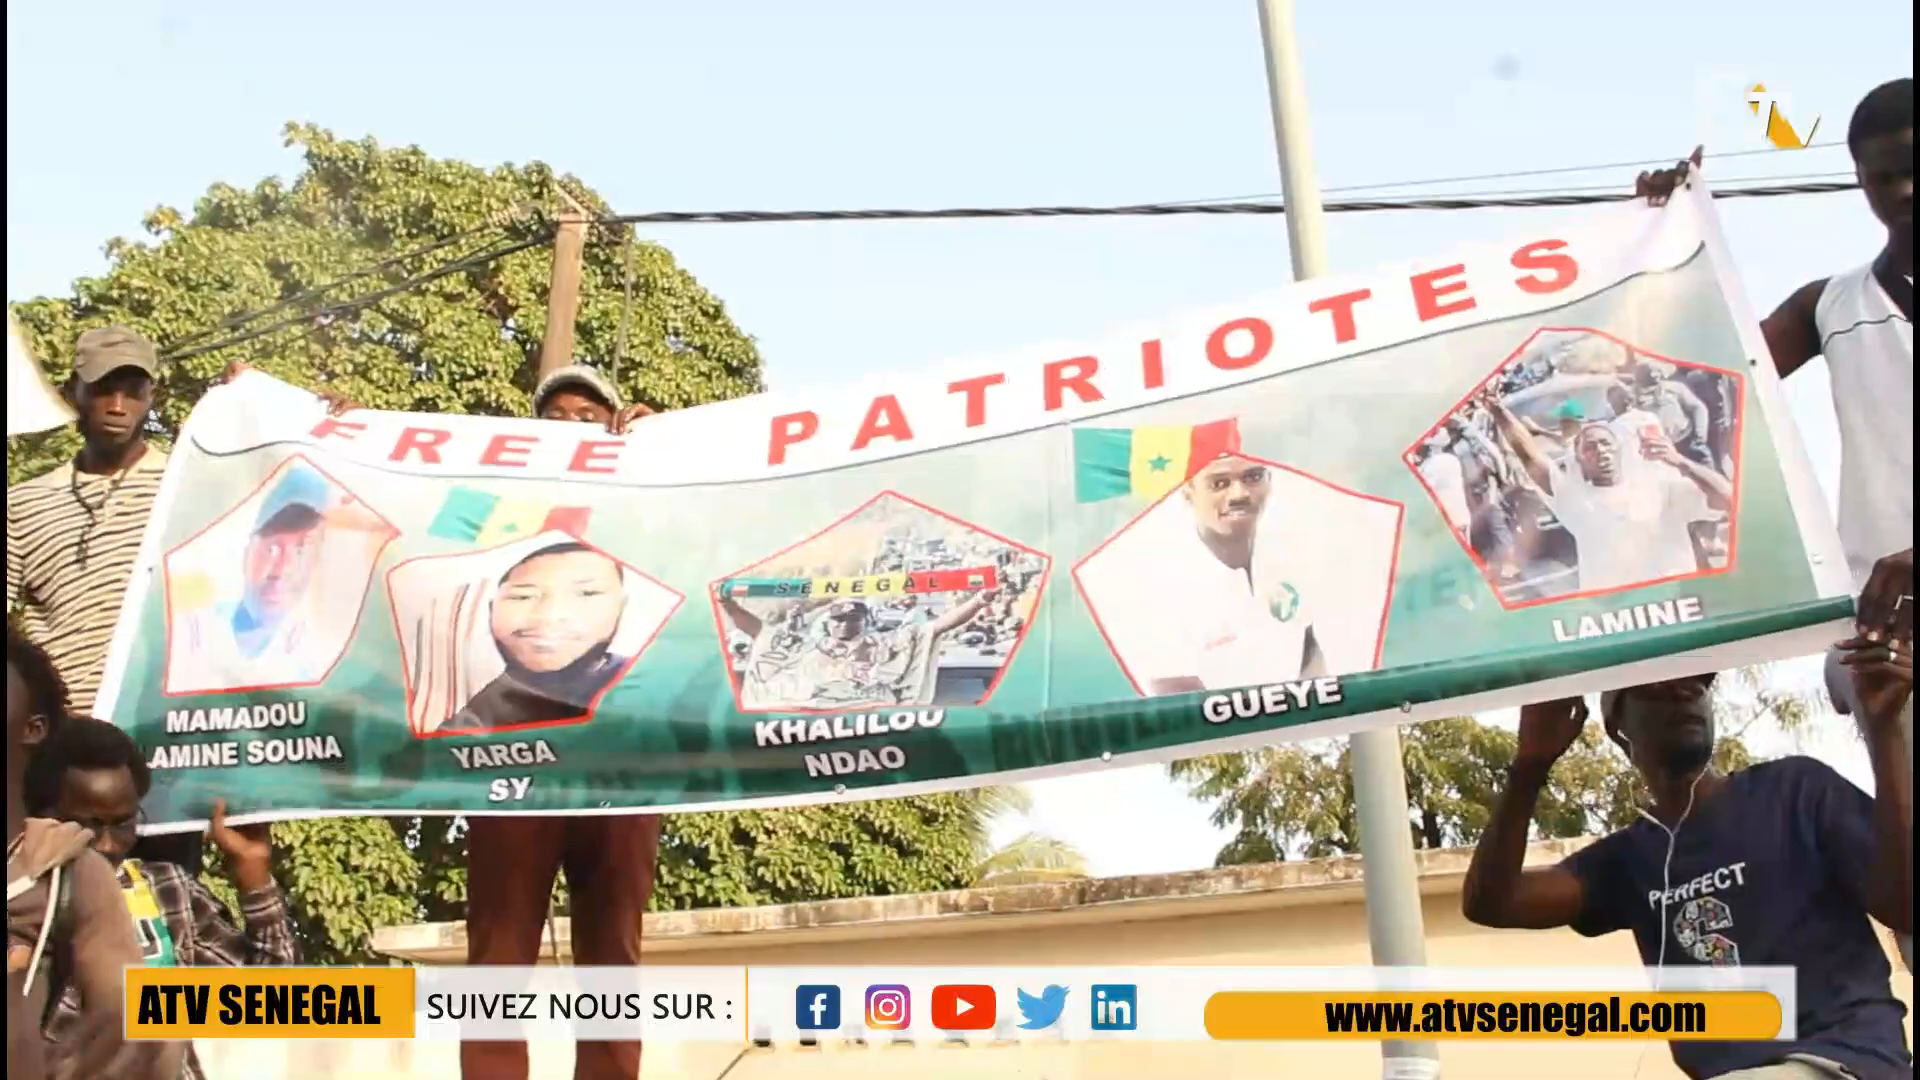 TV
FREE PATRIOTES
SENEGAL
MAMADOU
LAMINE SOUNA
YARGA
SY
KHALILOU
NDAO
GUEYE
LAMINE
PERFECT
ATV SENEGAL
SUIVEZ NOUS SUR :
www.atvsenegal.com